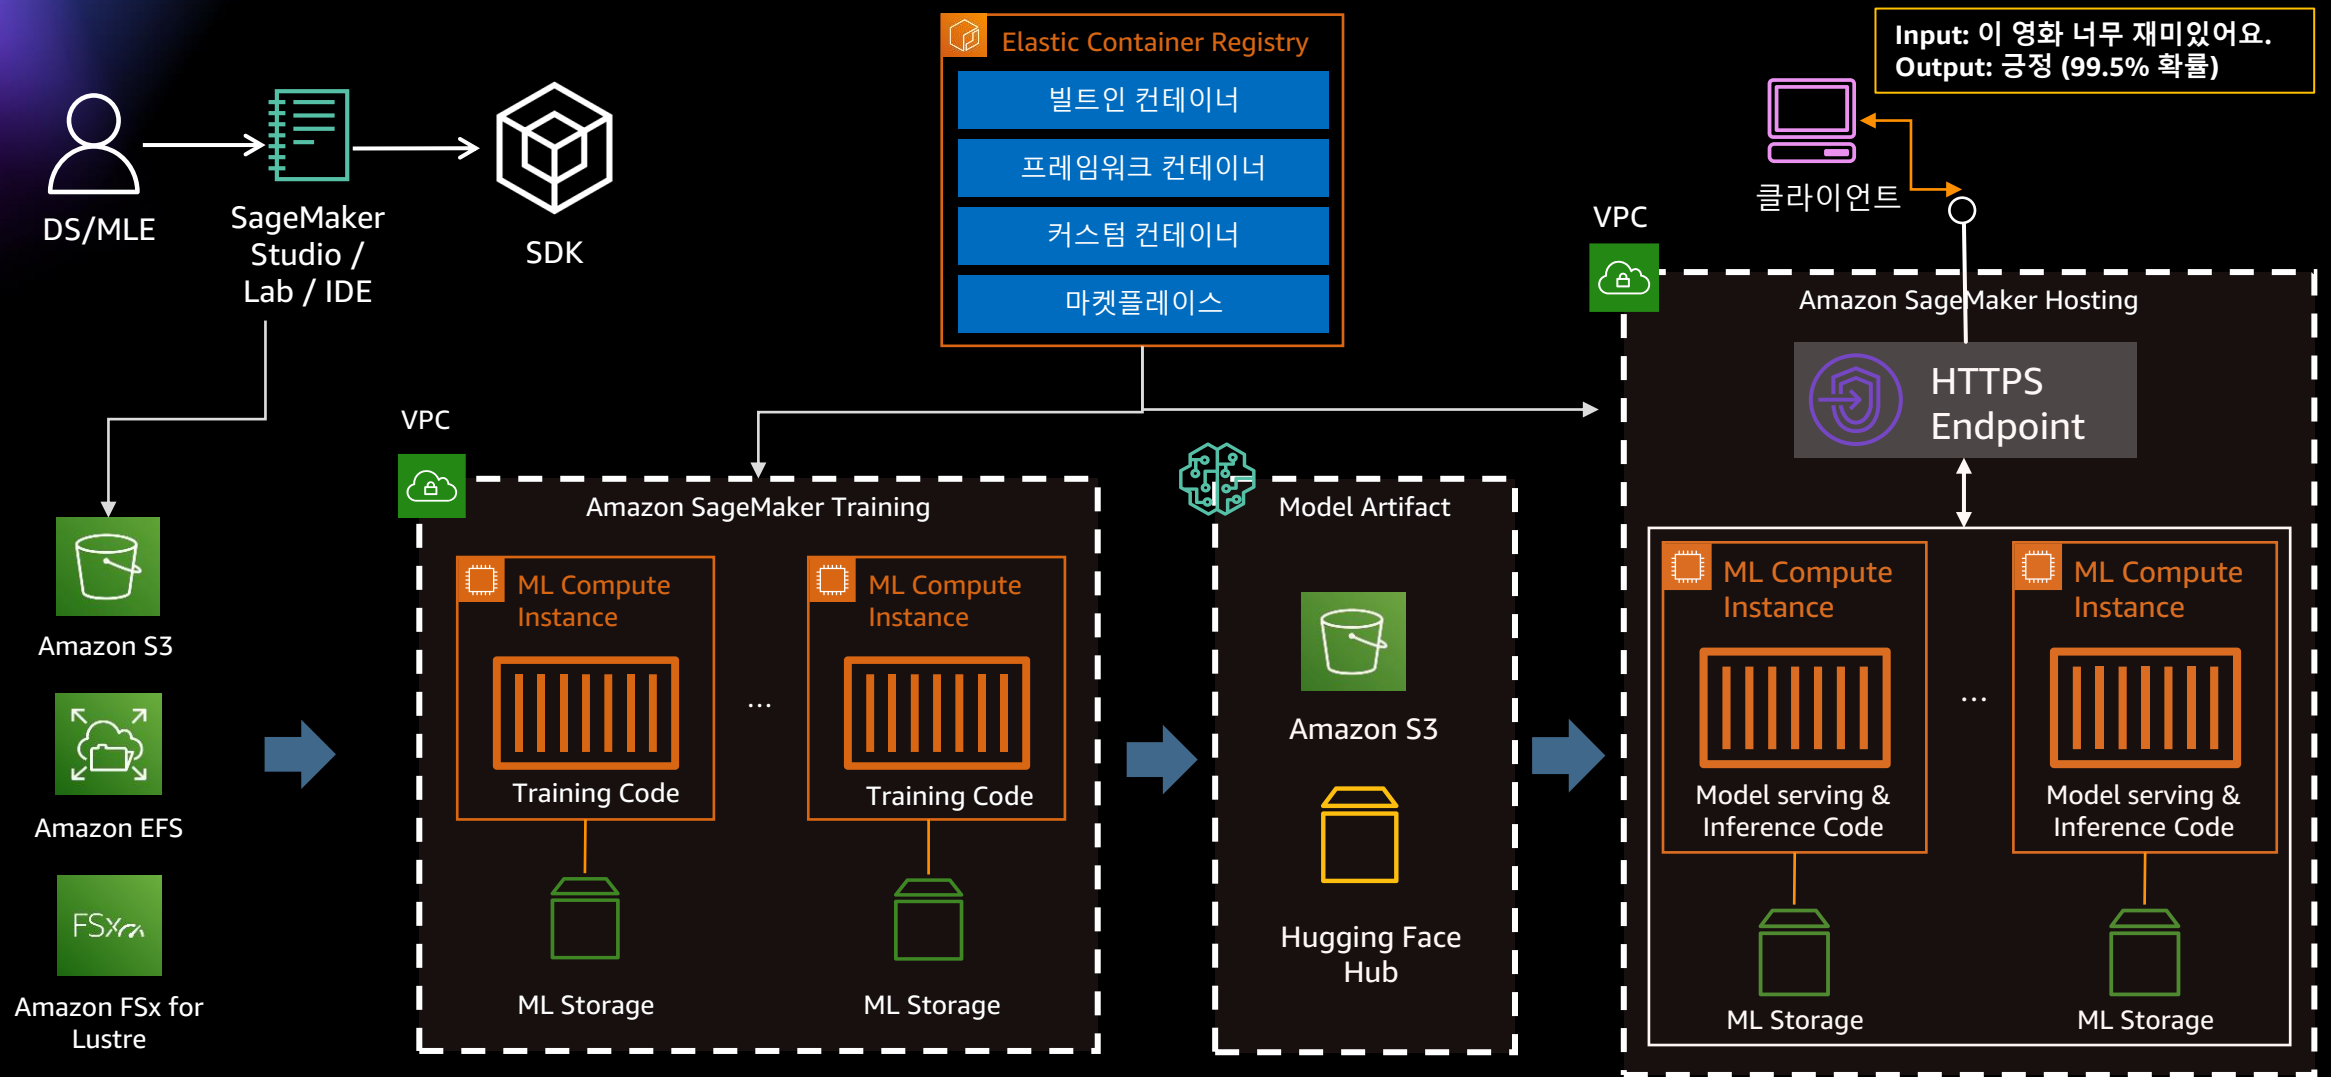 DS/MLE
SageMaker
Studio /
Lab / IDE
SDK
Elastic Container Registry
빌트인 컨테이너
프레임워크 컨테이너
커스텀 컨테이너
마켓플레이스
Input: 이 영화 너무 재미있어요.
Output: 긍정 (99.5% 확률)
클라이언트
VPC
Amazon SageMaker Hosting
HTTPS
Endpoint
ML Compute
Instance
Model serving &
Inference Code
ML Storage
...
ML Compute
Instance
Model serving &
Inference Code
ML Storage
Amazon S3
Amazon EFS
FSx
Amazon FSx for
Lustre
VPC
Amazon SageMaker Training
ML Compute
Instance
Training Code
ML Storage
...
ML Compute
Instance
Training Code
ML Storage
Model Artifact
Amazon S3
Hugging Face
Hub